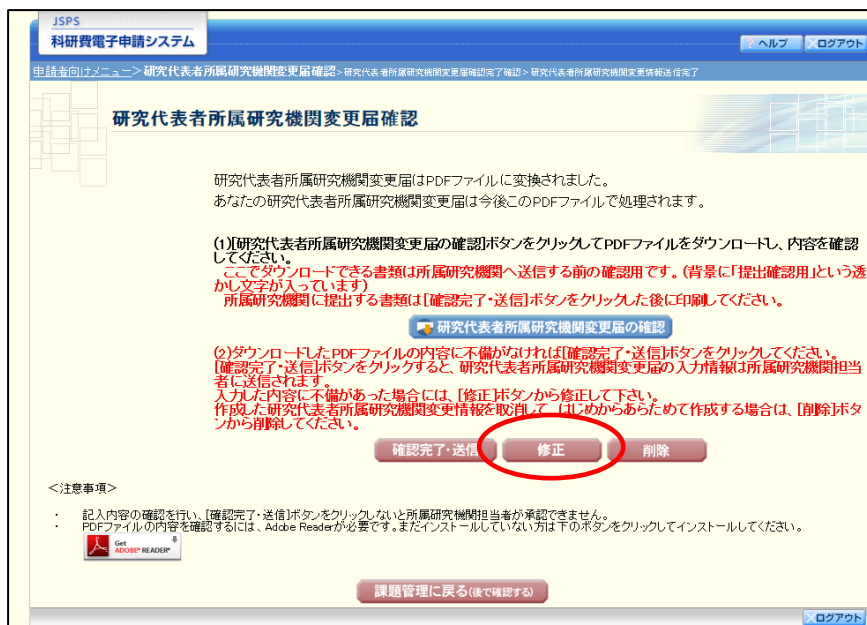 JSPS
科研費電子申請システム
ヘルプ
ログアウト
申請者向けメニュー>研究代表者所属研究機関変更届確認>研究代表者所属研究機関変更届確認完了確認>研究代表者所属研究機関変更情報送信完了
研究代表者所属研究機関変更届確認
研究代表者所属研究機関変更届はPDFファイルに変換されました。
あなたの研究代表者所属研究機関変更届は今後このPDFファイルで処理されます。
(1)[研究代表者所属研究機関変更届の確認]ボタンをクリックしてPDFファイルをダウンロードし、内容を確認
してください。
ここでダウンロードできる書類は所属研究機関へ送信する前の確認用です。(背景に「提出確認用」という透
かし文字が入っています)
所属研究機関に提出する書類は[確認完了・送信]ボタンをクリックした後に印刷してください。
研究代表者所属研究機関変更届の確認
(2)ダウンロードしたPDFファイルの内容に不備がなければ[確認完了・送信]ボタンをクリックしてください。
[確認完了・送信]ボタンをクリックすると、研究代表者所属研究機関変更届の入力情報は所属研究機関担当
者に送信されます。
入力した内容に不備があった場合には、[修正]ボタンから修正して下さい。
作成した研究代表者所属研究機関変更情報を取消して、はじめからあらためて作成する場合は、[削除]ボタ
ンから削除してください。
確認完了・送信
修正
削除
<注意事項>
・ 記入内容の確認を行い、[確認完了・送信]ボタンをクリックしないと所属研究機関担当者が承認できません。
・ PDFファイルの内容を確認するには、Adobe Readerが必要です。まだインストールしていない方は下のボタンをクリックしてインストールしてください。
Get
ADOBE® READER®
課題管理に戻る(後で確認する)
ログアウト